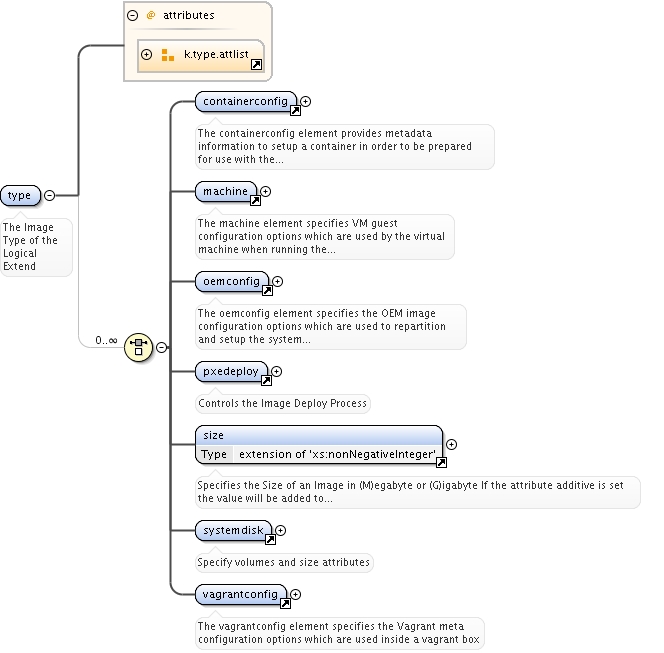 @ attributes
k.type.attlist
containerconfig
The containerconfig element provides metadata
information to setup a container in order to be prepared
for use with the...
machine
The machine element specifies VM guest
configuration options which are used by the virtual
machine when running the...
type
The Image
Type of the
Logical
Extend
oemconfig
The oemconfig element specifies the OEM image
configuration options which are used to repartition
and setup the system...
0..∞
pxedeploy
Controls the Image Deploy Process
size
Type extension of 'xs:nonNegativeInteger'
Specifies the Size of an Image in (M)egabyte or (G)igabyte If the attribute additive is set
the value will be added to...
systemdisk
Specify volumes and size attributes
vagrantconfig
The vagrantconfig element specifies the Vagrant meta
configuration options which are used inside a vagrant box